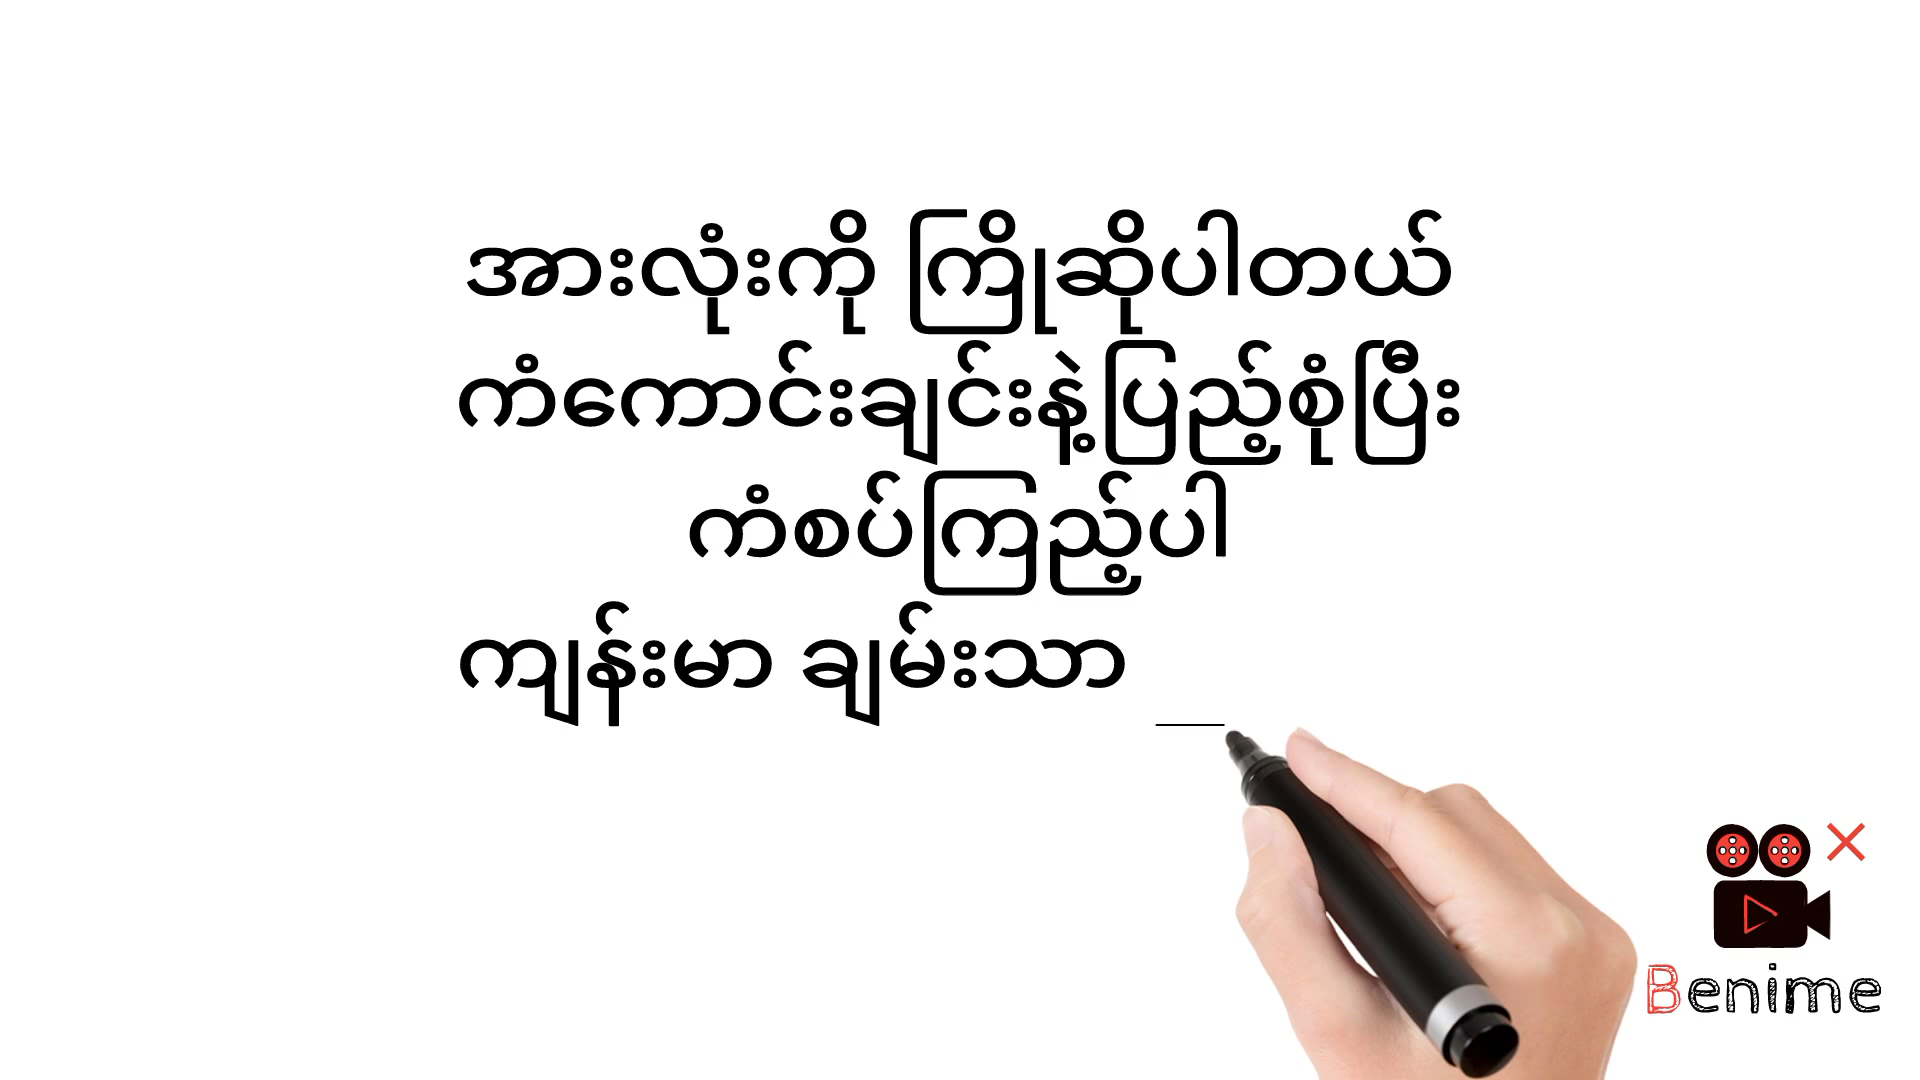 အားလုံးကို ကြိုဆိုပါတယ်
ကံကောင်းချင်းနဲ့ပြည့်စုံပြီး
ကံစပ်ကြည့်ပါ
ကျန်းမာ ချမ်းသာ
Benime